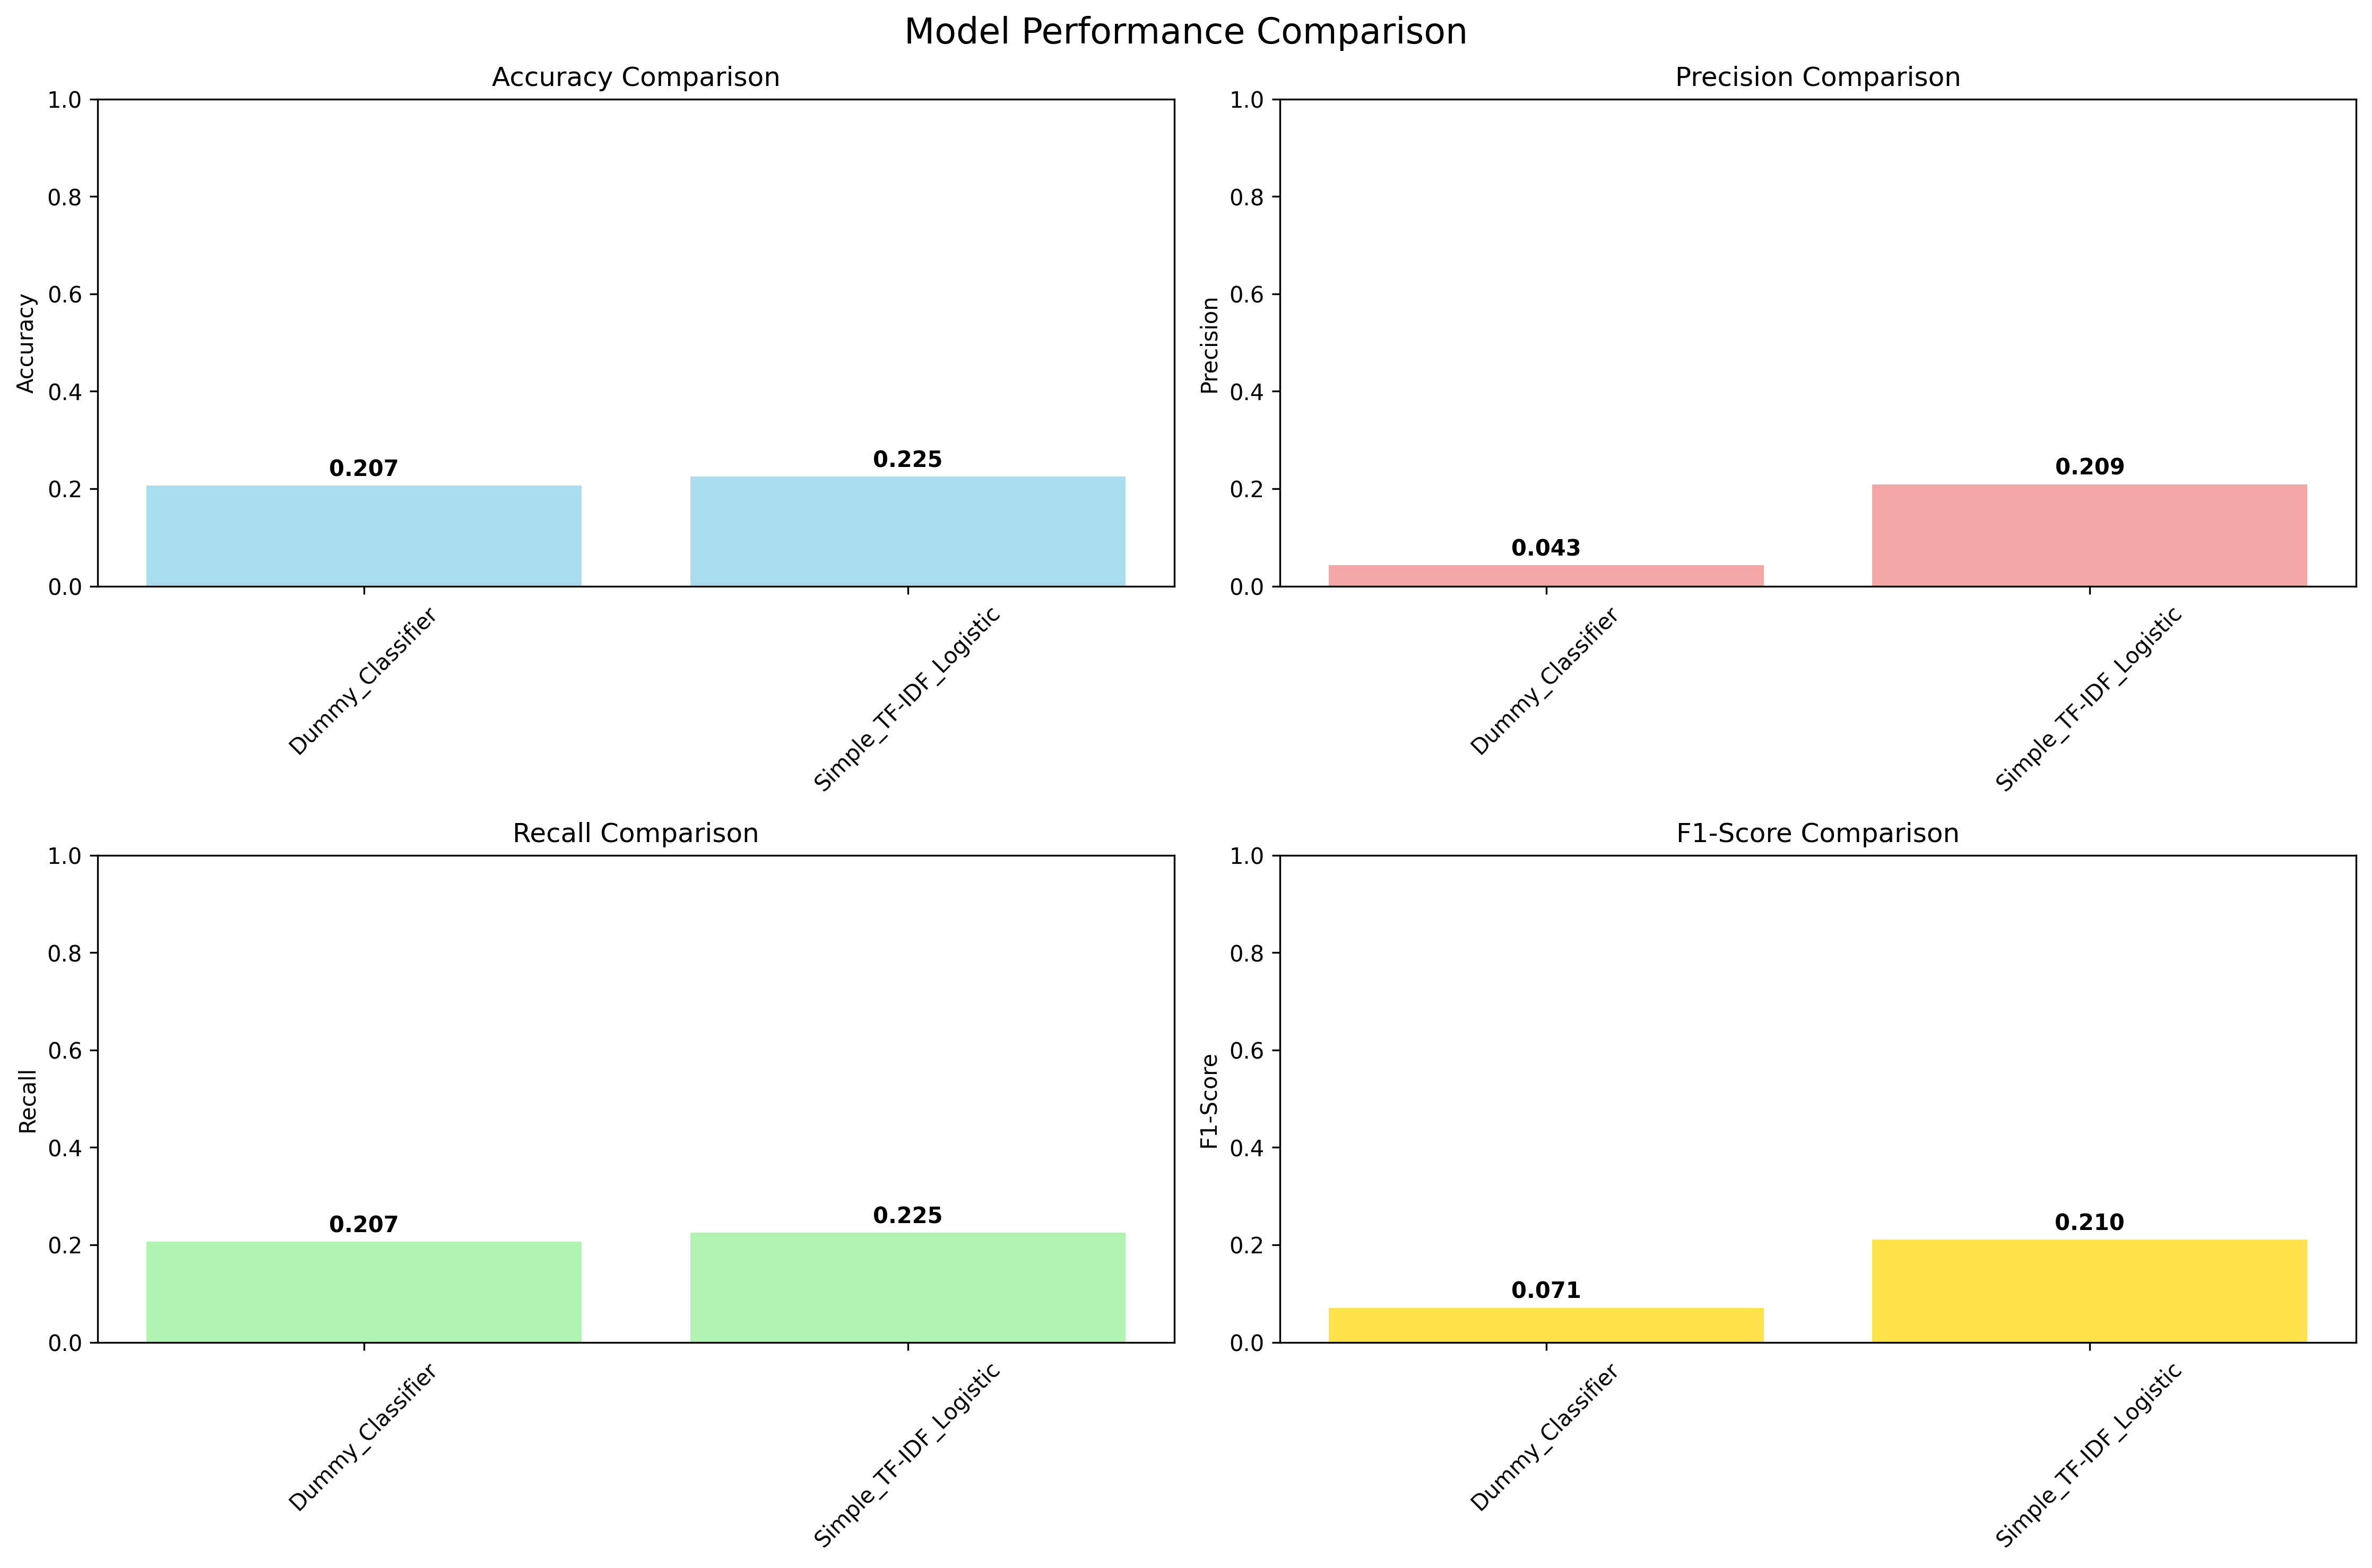 Model Performance Comparison
Accuracy Comparison
1.0
0.8
0.6
0.4
0.2
0.0
Accuracy
0.207
0.225
Dummy_Classifier
Simple_TF-IDF_Logistic
Precision Comparison
1.0
0.8
0.6
0.4
0.2
0.0
Precision
0.043
0.209
Dummy_Classifier
Simple_TF-IDF_Logistic
Recall Comparison
1.0
0.8
0.6
0.4
0.2
0.0
Recall
0.207
0.225
Dummy_Classifier
Simple_TF-IDF_Logistic
F1-Score Comparison
1.0
0.8
0.6
0.4
0.2
0.0
F1-Score
0.071
0.210
Dummy_Classifier
Simple_TF-IDF_Logistic